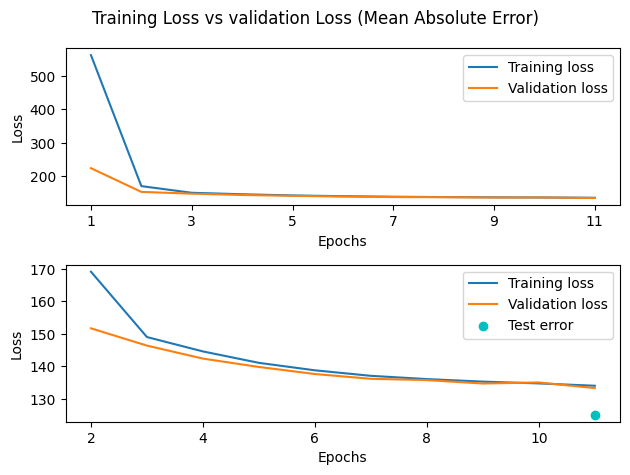 Training Loss vs validation Loss (Mean Absolute Error)
500
400
300
200
Loss
Training loss
Validation loss
1 3 5 7 9 11
Epochs
170
160
150
140
130
Loss
Training loss
Validation loss
Test error
2 4 6 8 10
Epochs